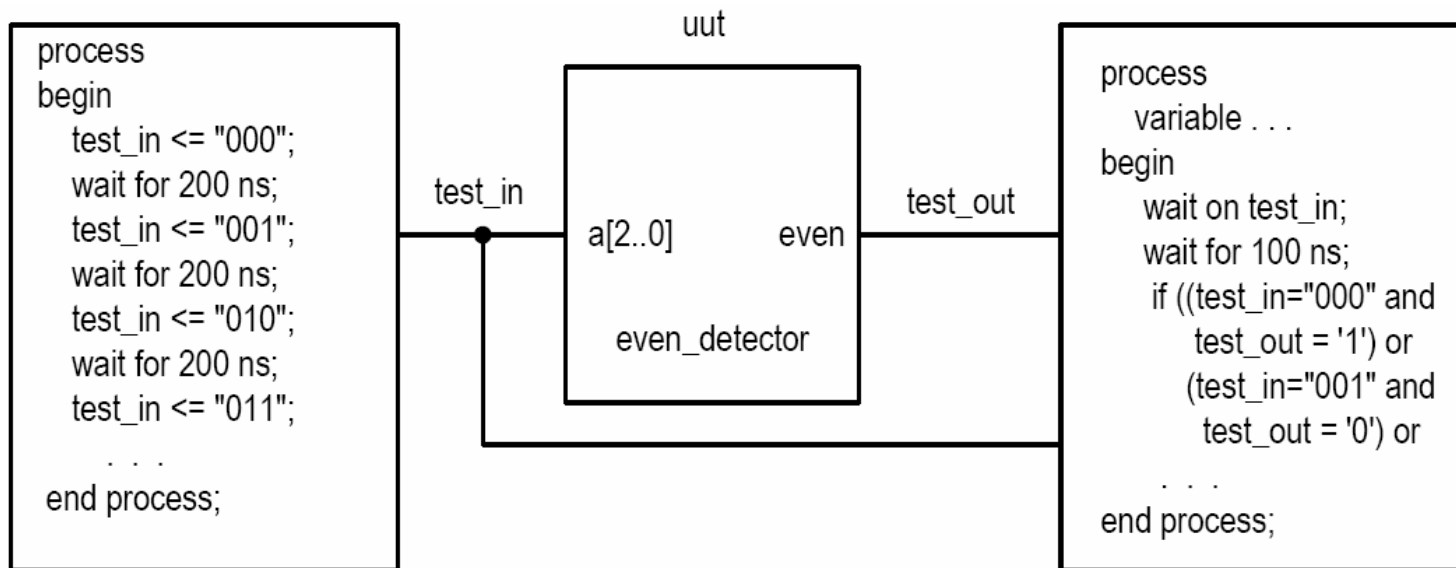 process
begin
test_in <= "000";
wait for 200 ns;
test_in <= "001";
wait for 200 ns;
test_in <= "010";
wait for 200 ns;
test_in <= "011";
. . .
end process;
test_in
uut
a[2..0] even
even_detector
test_out
process
variable . . .
begin
wait on test_in;
wait for 100 ns;
if ((test_in="000" and
test_out = '1') or
(test_in="001" and
test_out = '0') or
. . .
end process;